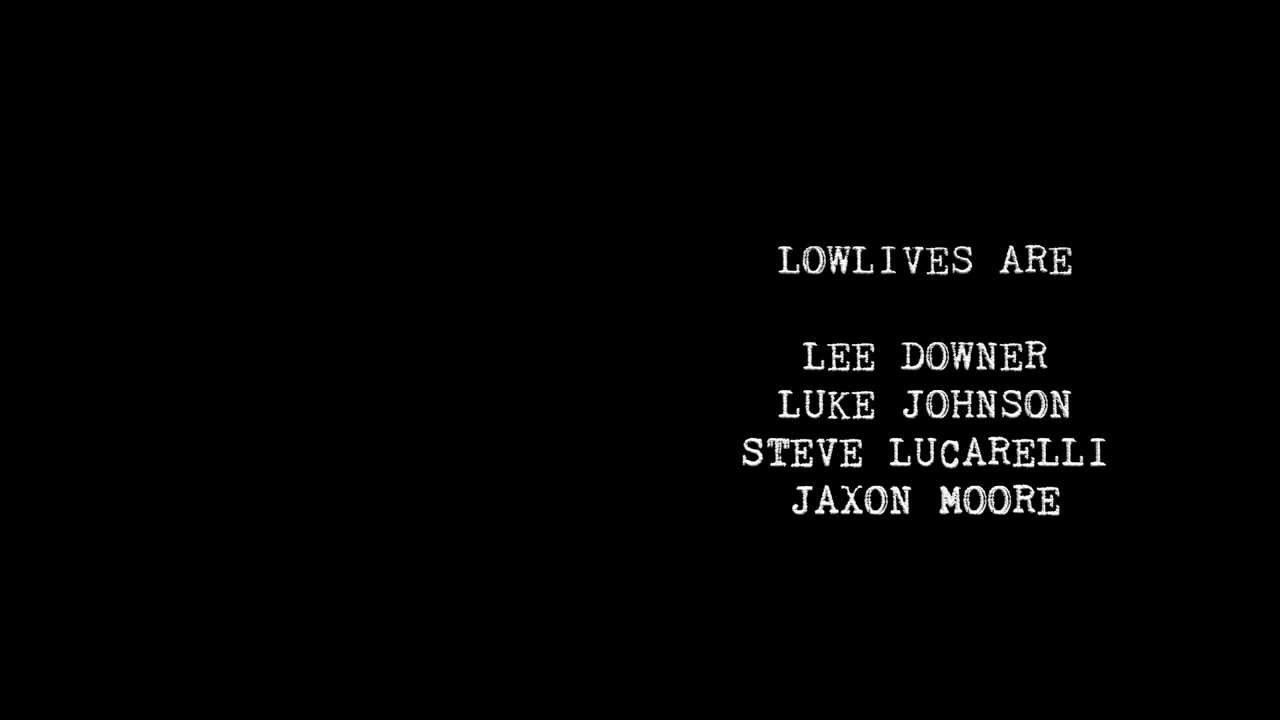 LOWLIVES ARE
LEE DOWNER
LUKE JOHNSON
STEVE LUCARELLI
JAXON MOORE